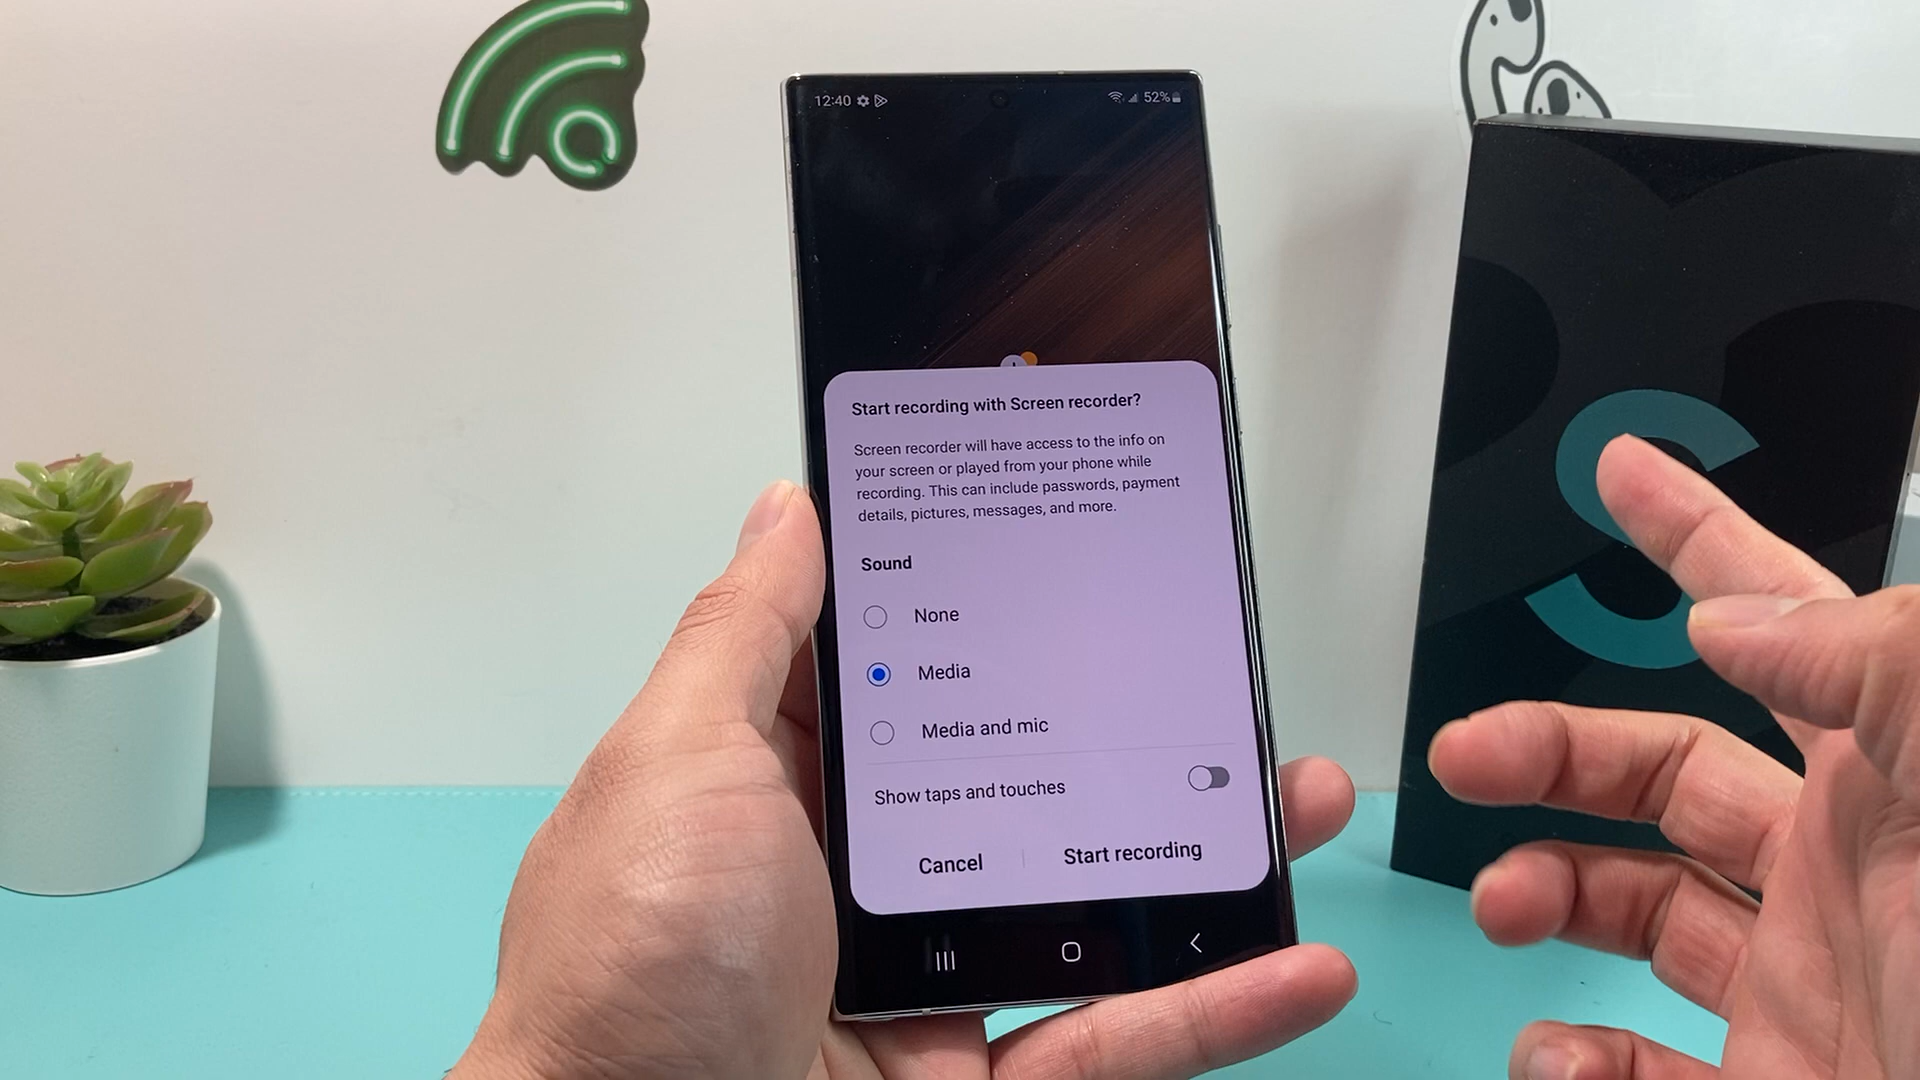 12:40
52%
Start recording with Screen recorder?
Screen recorder will have access to the info on
your screen or played from your phone while
recording. This can include passwords, payment
details, pictures, messages, and more.
Sound
None
Media
Media and mic
Show taps and touches
Cancel
Start recording
S